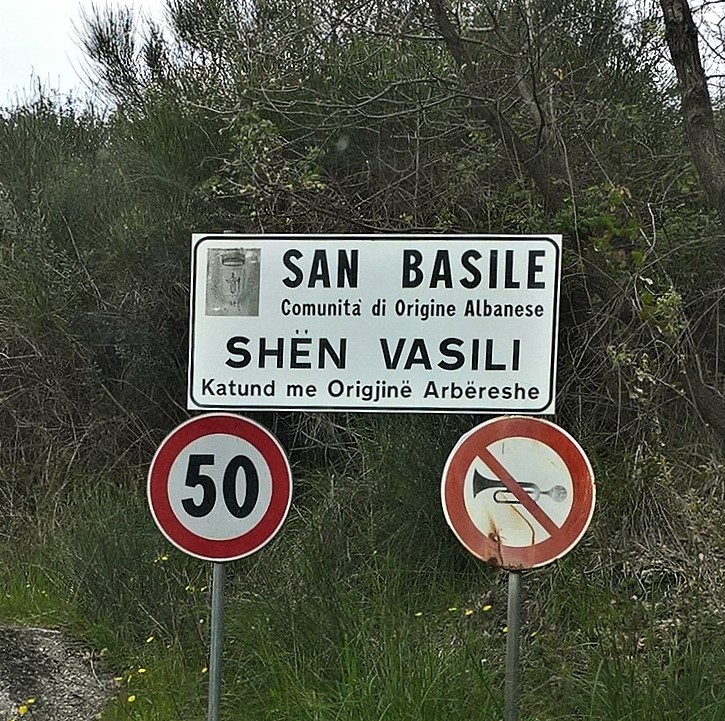 SAN BASILE
Comunità di Origine Albanese
SHËN VASILI
Katund me Origjinë Arbëreshe
50